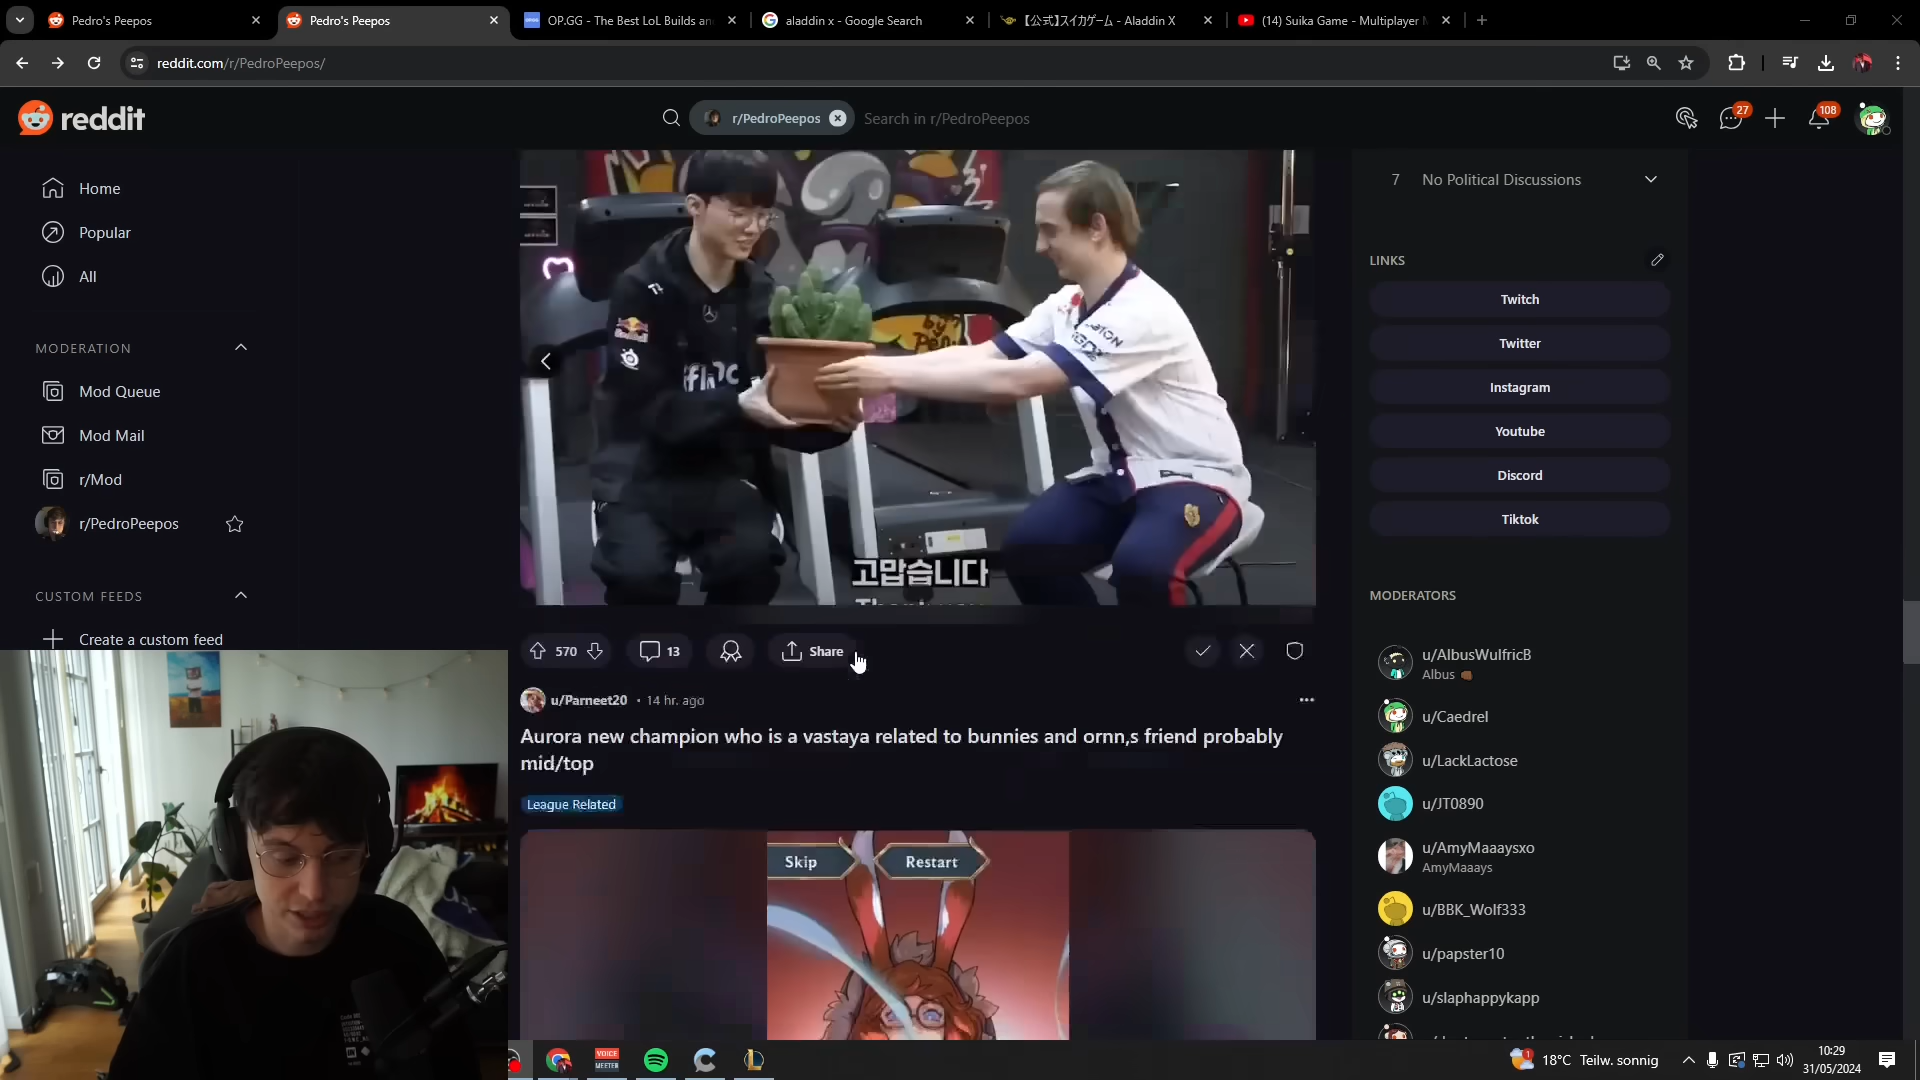 Pedro's Peepos
Pedro's Peepos
OP.GG - The Best LoL Builds an
aladdin x - Google Search
【公式】スイカゲーム - Aladdin X
(14) Suika Game - Multiplayer
reddit.com/r/PedroPeepos/
reddit
r/PedroPeepos
Search in r/PedroPeepos
27
108
Home
Popular
All
MODERATION
Mod Queue
Mod Mail
r/Mod
r/PedroPeepos
CUSTOM FEEDS
Create a custom feed
고맙습니다
570
13
Share
u/Parneet20 • 14 hr. ago
Aurora new champion who is a vastaya related to bunnies and ornn,s friend probably
mid/top
League Related
Skip
Restart
7 No Political Discussions
LINKS
Twitch
Twitter
Instagram
Youtube
Discord
Tiktok
MODERATORS
u/AlbusWulfricB
Albus
u/Caedrel
u/LackLactose
u/JT0890
u/AmyMaaaysxo
AmyMaaays
u/BBK_Wolf333
u/papster10
u/slaphappykapp
VOICE
MEETER
1
18°C Teilw. sonnig
10:29
31/05/2024